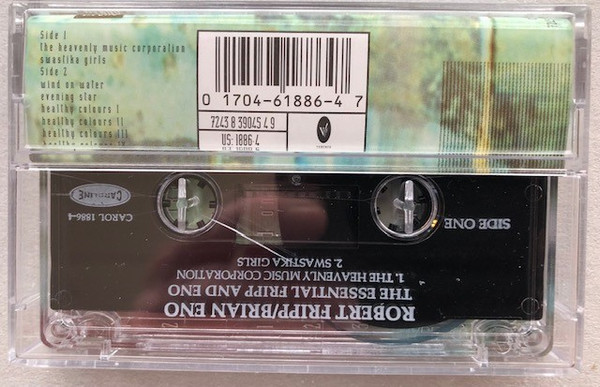 Side 1
the heavenly music corporation
swastika girls
Side 2
wind on water
evening star
healthy colours I
healthy colours II
healthy colours III
healthy colours IV
0 1704-61886-4 7
7243 8 39045 4 9
US: 1886-4
CAROLINE
CAROL 1886-4
SIDE ONE
ROBERT FRIPP/BRIAN ENO
THE ESSENTIAL FRIPP AND ENO
1. THE HEAVENLY MUSIC CORPORATION
2. SWASTIKA GIRLS